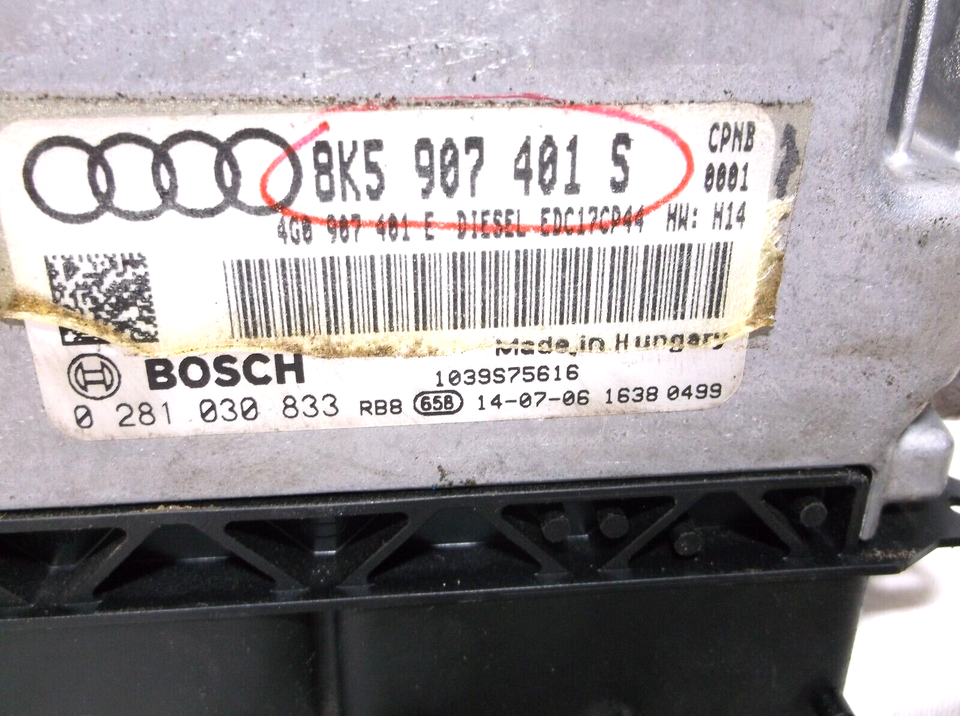 8K5 907 401 S
CPNB
0001
4G0 907 401 E DIESEL EDC17CP44 HW: H14
Made in Hungary
BOSCH
1039S75616
0 281 030 833 RB8 65B 14-07-06 1638 0499